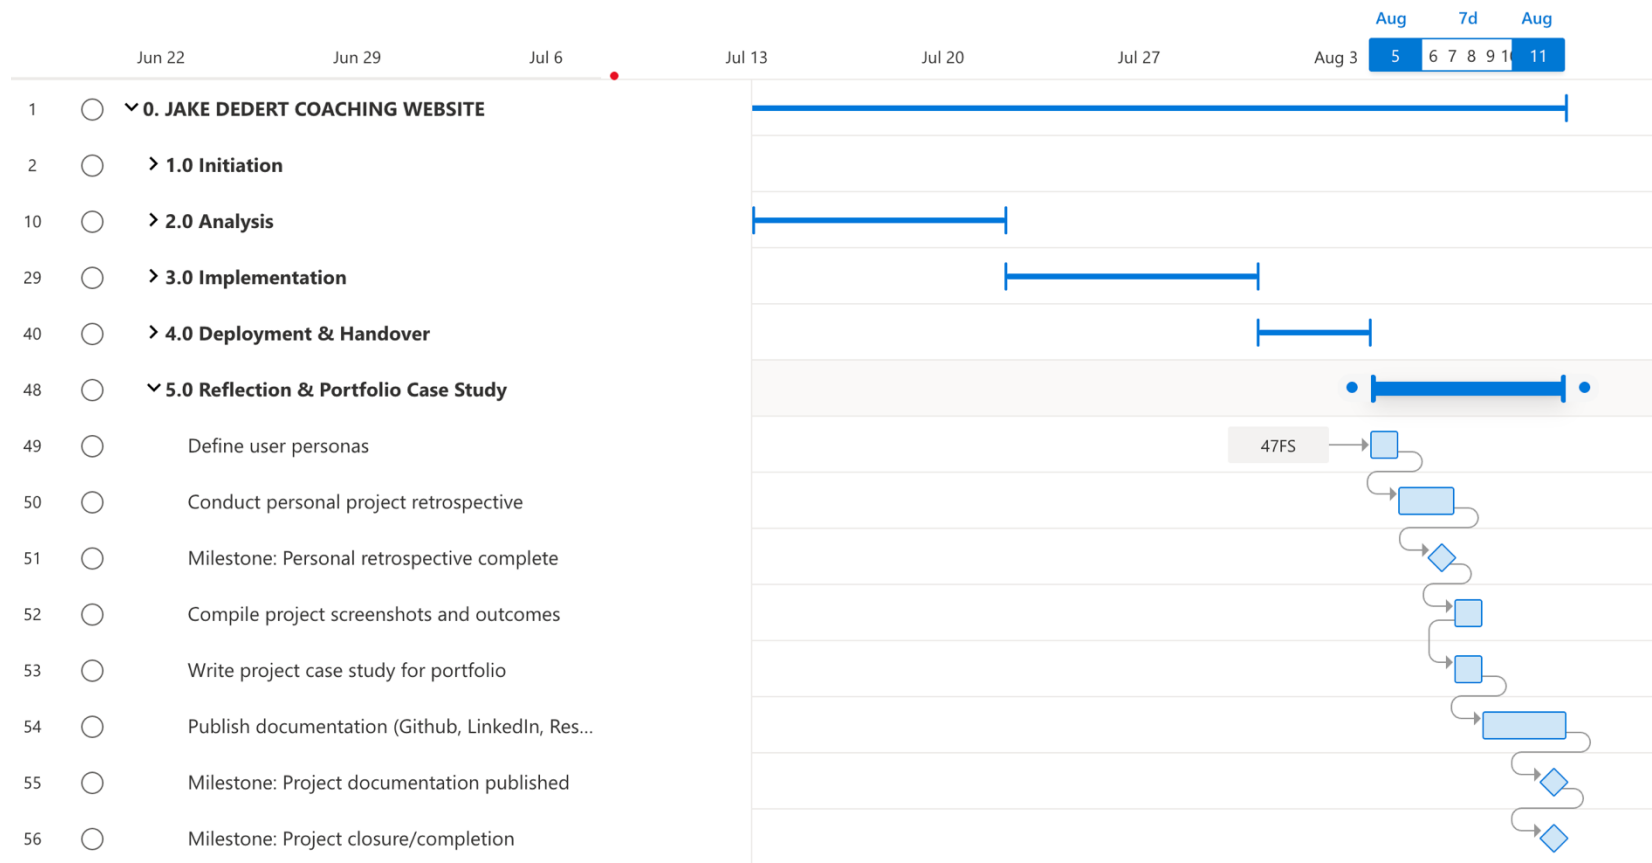 Aug 7d Aug
Jun 22 Jun 29 Jul 6 Jul 13 Jul 20 Jul 27 Aug 3 5 6 7 8 9 10 11
1 0. JAKE DEDERT COACHING WEBSITE
2 1.0 Initiation
10 2.0 Analysis
29 3.0 Implementation
40 4.0 Deployment & Handover
48 5.0 Reflection & Portfolio Case Study
49 Define user personas 47FS
50 Conduct personal project retrospective
51 Milestone: Personal retrospective complete
52 Compile project screenshots and outcomes
53 Write project case study for portfolio
54 Publish documentation (Github, LinkedIn, Res...
55 Milestone: Project documentation published
56 Milestone: Project closure/completion